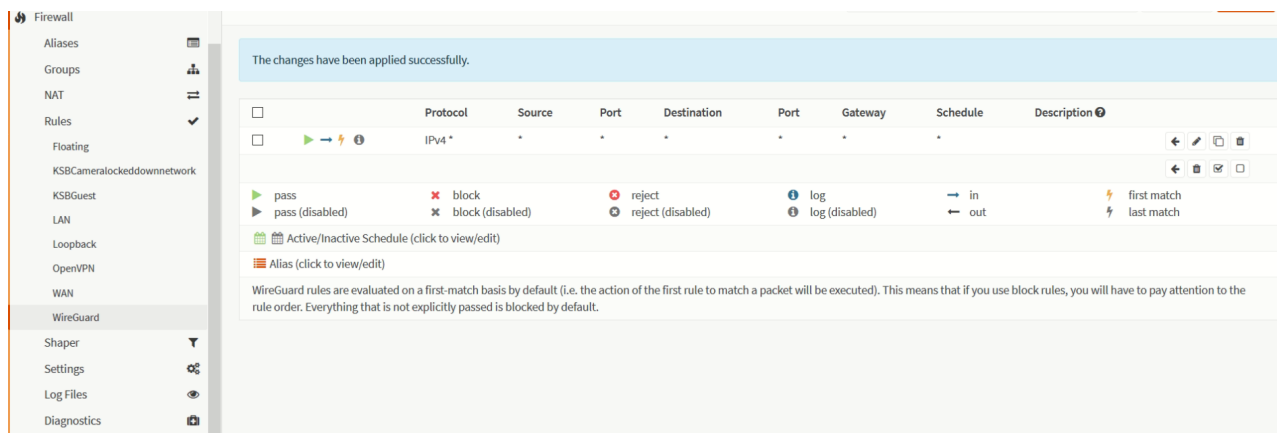 Firewall
Aliases
Groups
NAT
Rules
Floating
KSBCameralockeddownnetwork
KSBGuest
LAN
Loopback
OpenVPN
WAN
WireGuard
Shaper
Settings
Log Files
Diagnostics
The changes have been applied successfully.
Protocol Source Port Destination Port Gateway Schedule Description
IPv4 * * * * * * *
pass block reject log in first match
pass (disabled) block (disabled) reject (disabled) log (disabled) out last match
Active/Inactive Schedule (click to view/edit)
Alias (click to view/edit)
WireGuard rules are evaluated on a first-match basis by default (i.e. the action of the first rule to match a packet will be executed). This means that if you use block rules, you will have to pay attention to the
rule order. Everything that is not explicitly passed is blocked by default.